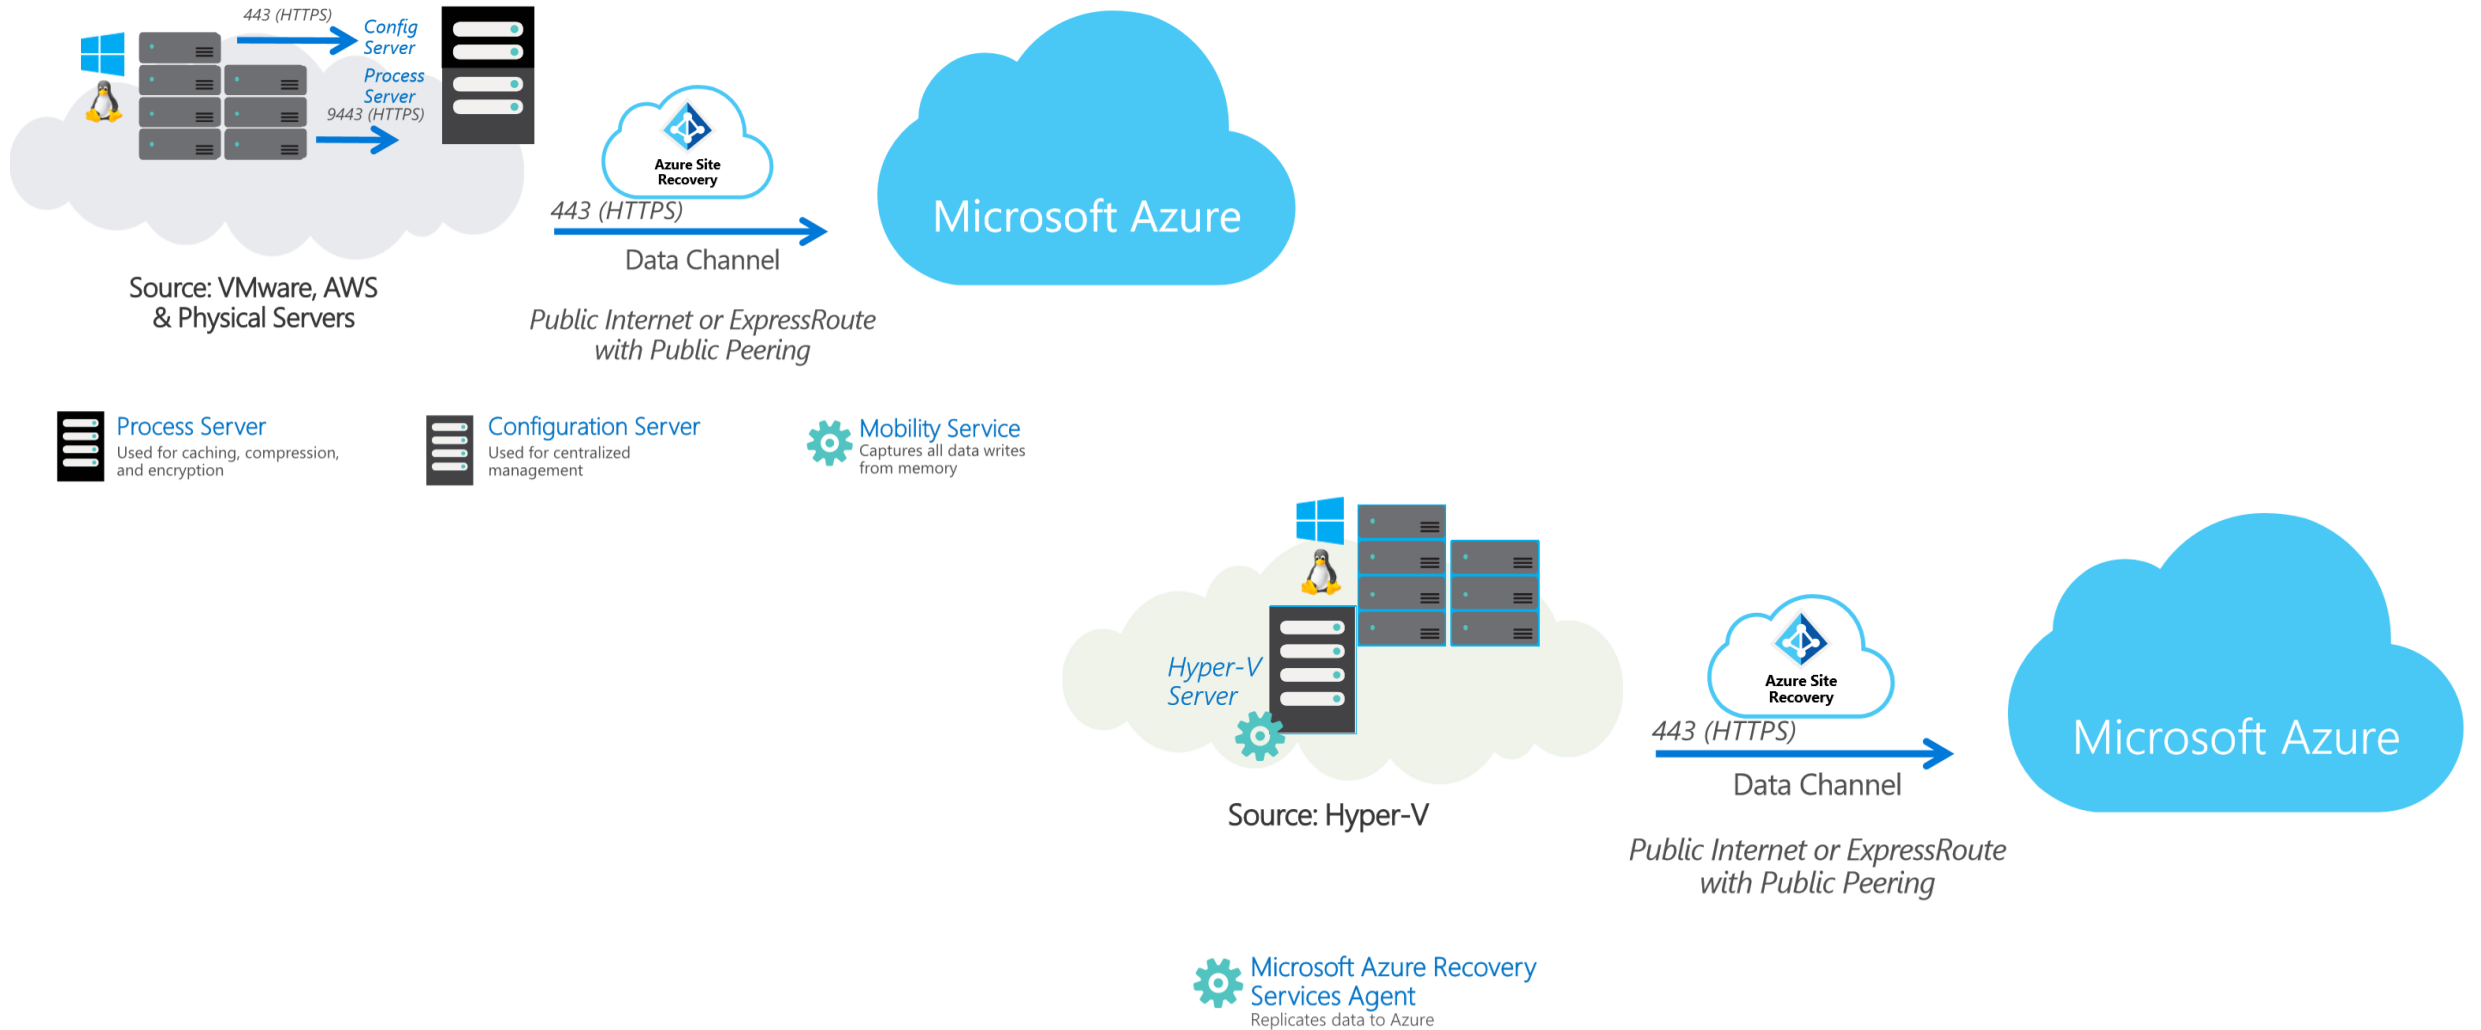 443 (HTTPS)
Config
Server
Process
Server
9443 (HTTPS)
Azure Site
Recovery
443 (HTTPS)
Data Channel
Microsoft Azure
Source: VMware, AWS
& Physical Servers
Public Internet or ExpressRoute
with Public Peering
Process Server
Used for caching, compression,
and encryption
Configuration Server
Used for centralized
management
Mobility Service
Captures all data writes
from memory
Hyper-V
Server
Source: Hyper-V
Azure Site
Recovery
443 (HTTPS)
Data Channel
Microsoft Azure
Public Internet or ExpressRoute
with Public Peering
Microsoft Azure Recovery
Services Agent
Replicates data to Azure